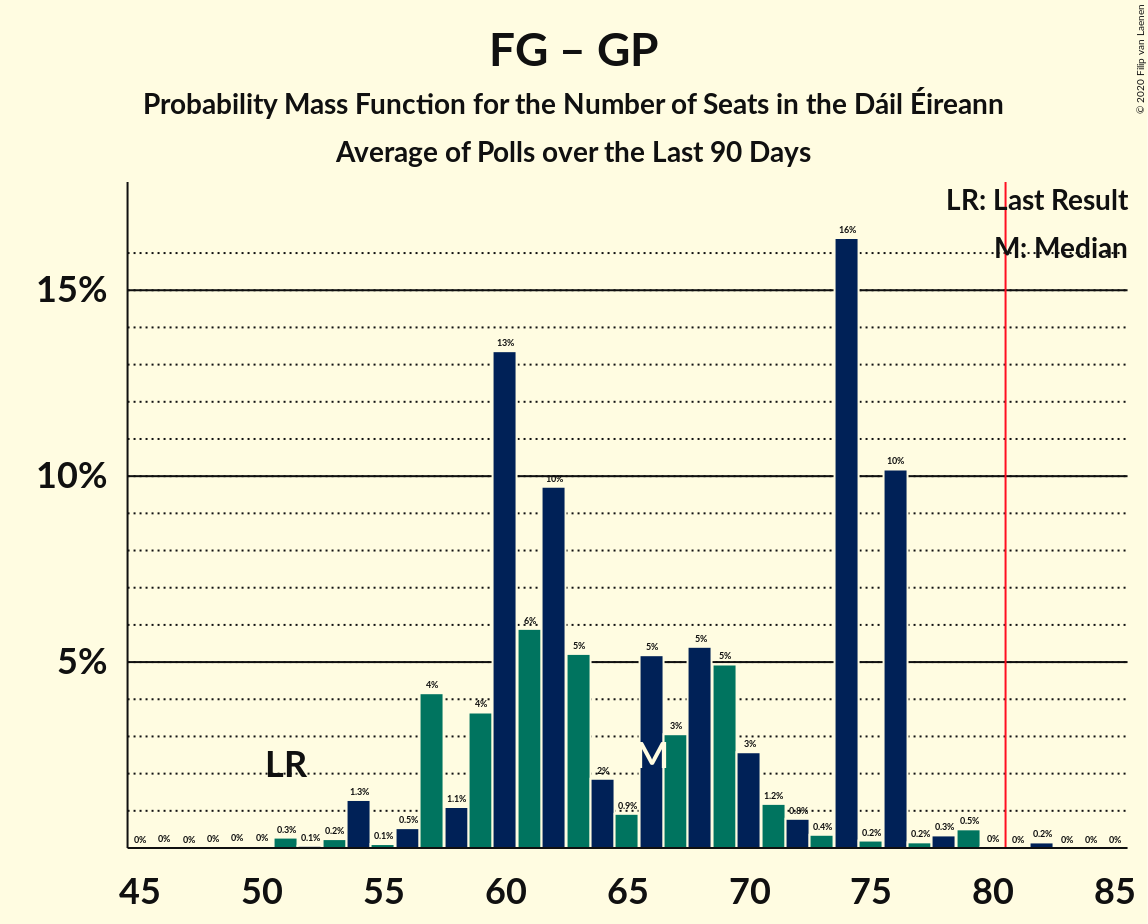 FG – GP
Probability Mass Function for the Number of Seats in the Dáil Éireann
Average of Polls over the Last 90 Days
© 2020 Filip van Laenen
LR: Last Result
M: Median
15%
10%
5%
LR
M
0% 0% 0% 0% 0% 0% 0.3% 0.1% 0.2% 1.3% 0.1% 0.5% 4% 1.1% 4% 13% 6% 10% 5% 2% 0.9% 5% 3% 5% 5% 3% 1.2% 0.8% 0.4% 16% 0.2% 10% 0.2% 0.3% 0.5% 0% 0% 0.2% 0% 0% 0%
45 50 55 60 65 70 75 80 85